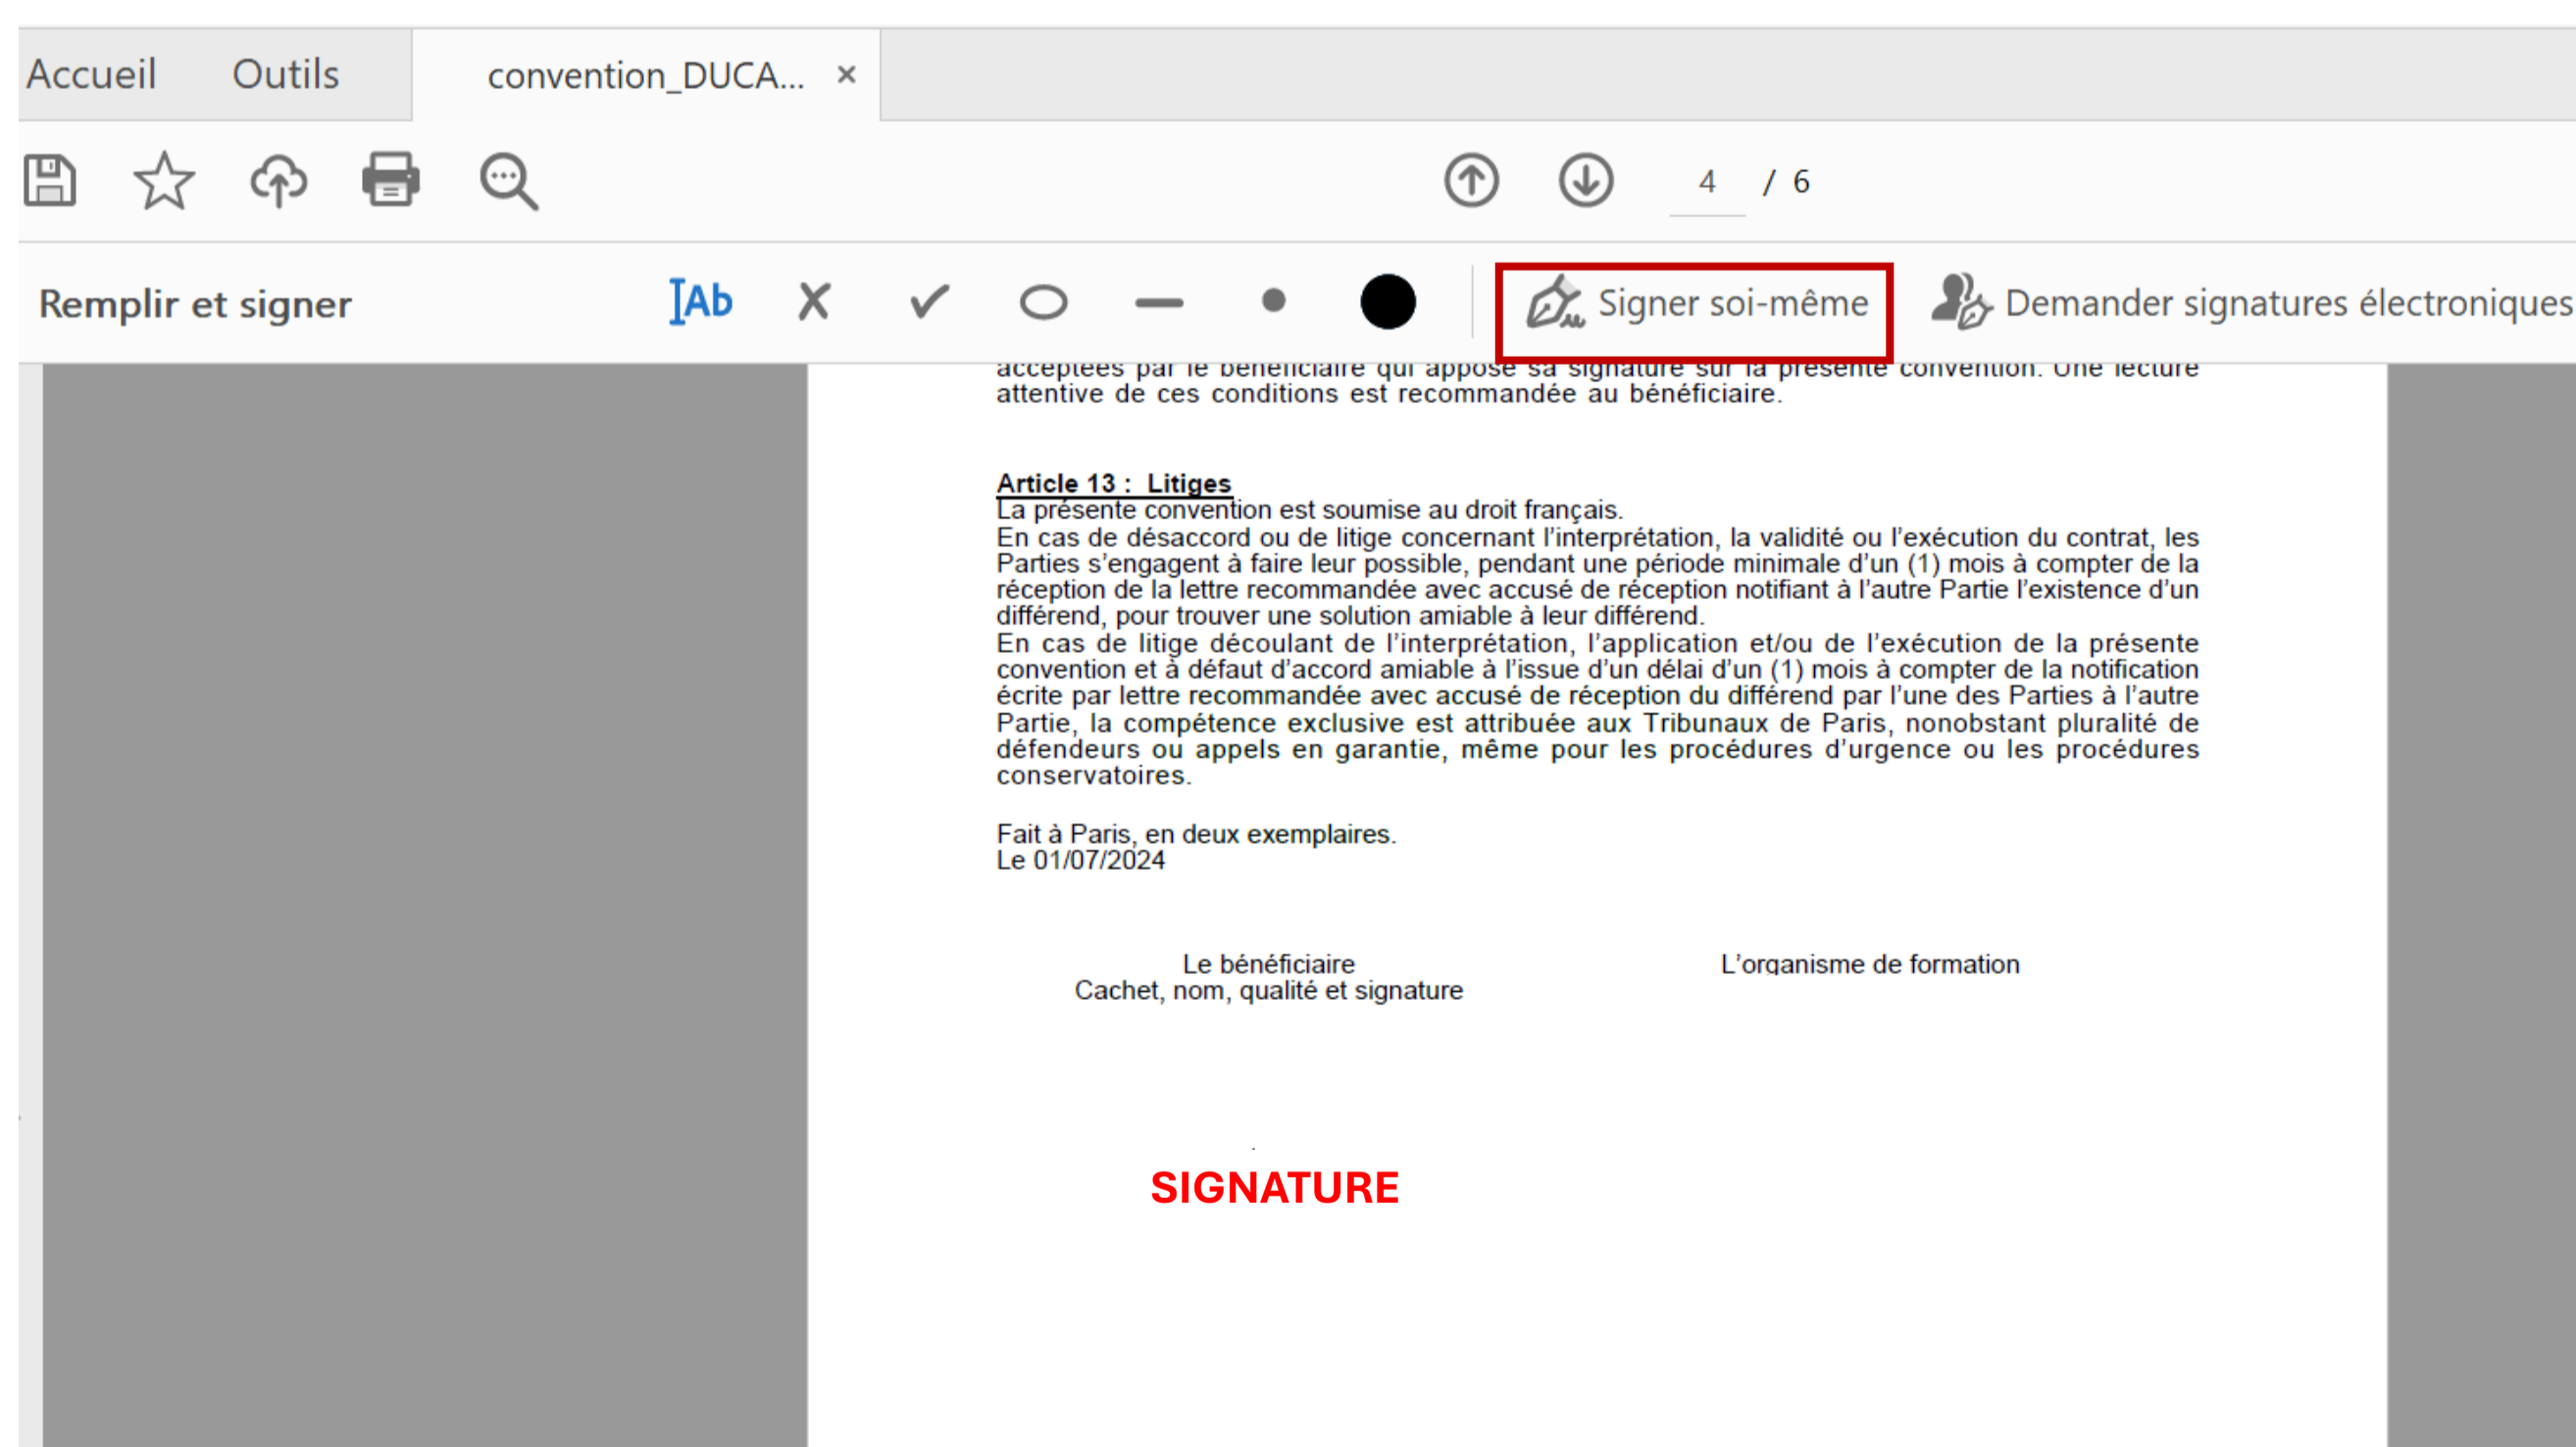 Accueil Outils convention_DUCA... ×
4 / 6
Remplir et signer Ab Signer soi-même Demander signatures électroniques
acceptées par le bénéficiaire qui appose sa signature sur la présente convention. Une lecture
attentive de ces conditions est recommandée au bénéficiaire.
Article 13 : Litiges
La présente convention est soumise au droit français.
En cas de désaccord ou de litige concernant l’interprétation, la validité ou l’exécution du contrat, les
Parties s’engagent à faire leur possible, pendant une période minimale d’un (1) mois à compter de la
réception de la lettre recommandée avec accusé de réception notifiant à l’autre Partie l’existence d’un
différend, pour trouver une solution amiable à leur différend.
En cas de litige découlant de l’interprétation, l’application et/ou de l’exécution de la présente
convention et à défaut d’accord amiable à l’issue d’un délai d’un (1) mois à compter de la notification
écrite par lettre recommandée avec accusé de réception du différend par l’une des Parties à l’autre
Partie, la compétence exclusive est attribuée aux Tribunaux de Paris, nonobstant pluralité de
défendeurs ou appels en garantie, même pour les procédures d’urgence ou les procédures
conservatoires.
Fait à Paris, en deux exemplaires.
Le 01/07/2024
Le bénéficiaire L’organisme de formation
Cachet, nom, qualité et signature
SIGNATURE